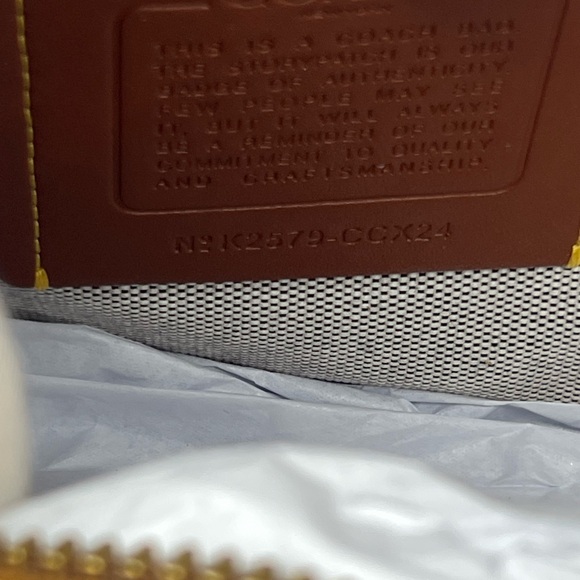 THIS IS A COACH BAG
THE STORYPATCH IS OUR
BADGE OF AUTHENTICITY
FEW PEOPLE MAY SEE
IT, BUT IT WILL ALWAYS
BE A REMINDER OF OUR
COMMITMENT TO QUALITY
AND CRAFTSMANSHIP.
Nº K2579-CCX24